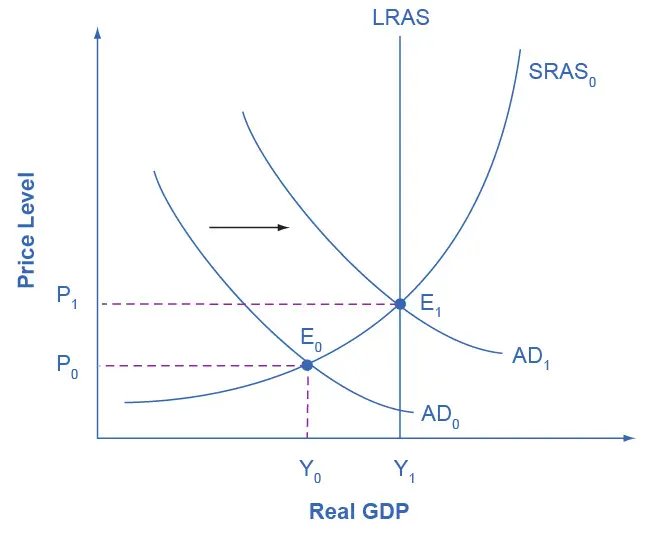 LRAS
SRAS₀
Price Level
P₁
E₁
E₀
AD₁
P₀
AD₀
Y₀
Y₁
Real GDP